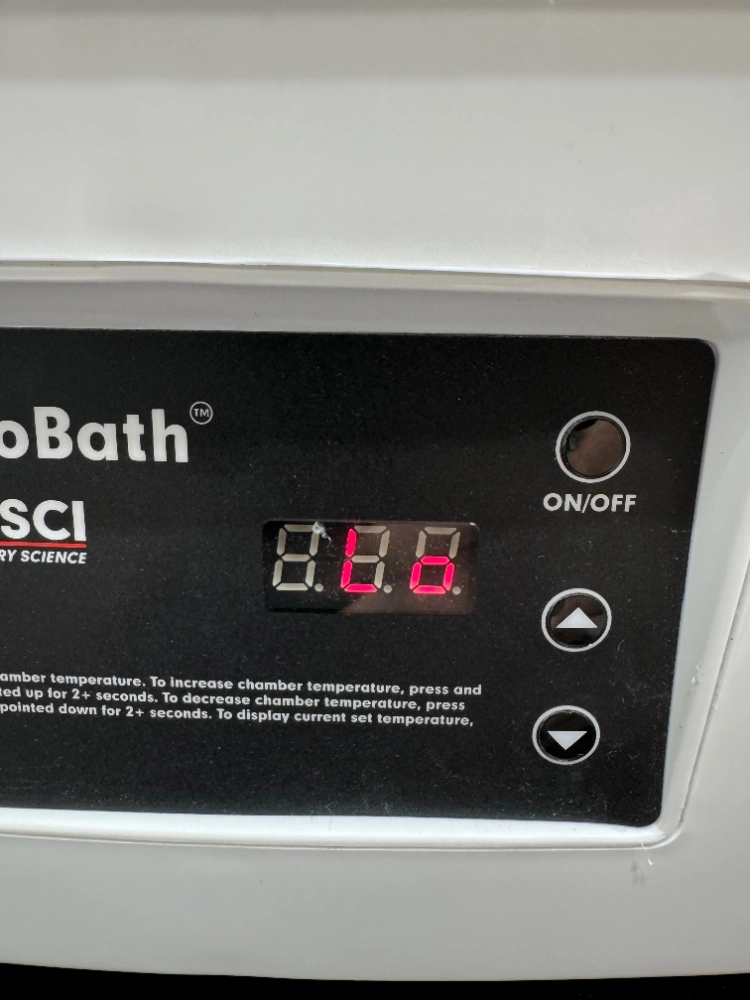 oBath™
SCI
RY SCIENCE
Lo
ON/OFF
amber temperature. To increase chamber temperature, press and
ted up for 2+ seconds. To decrease chamber temperature, press
pointed down for 2+ seconds. To display current set temperature,